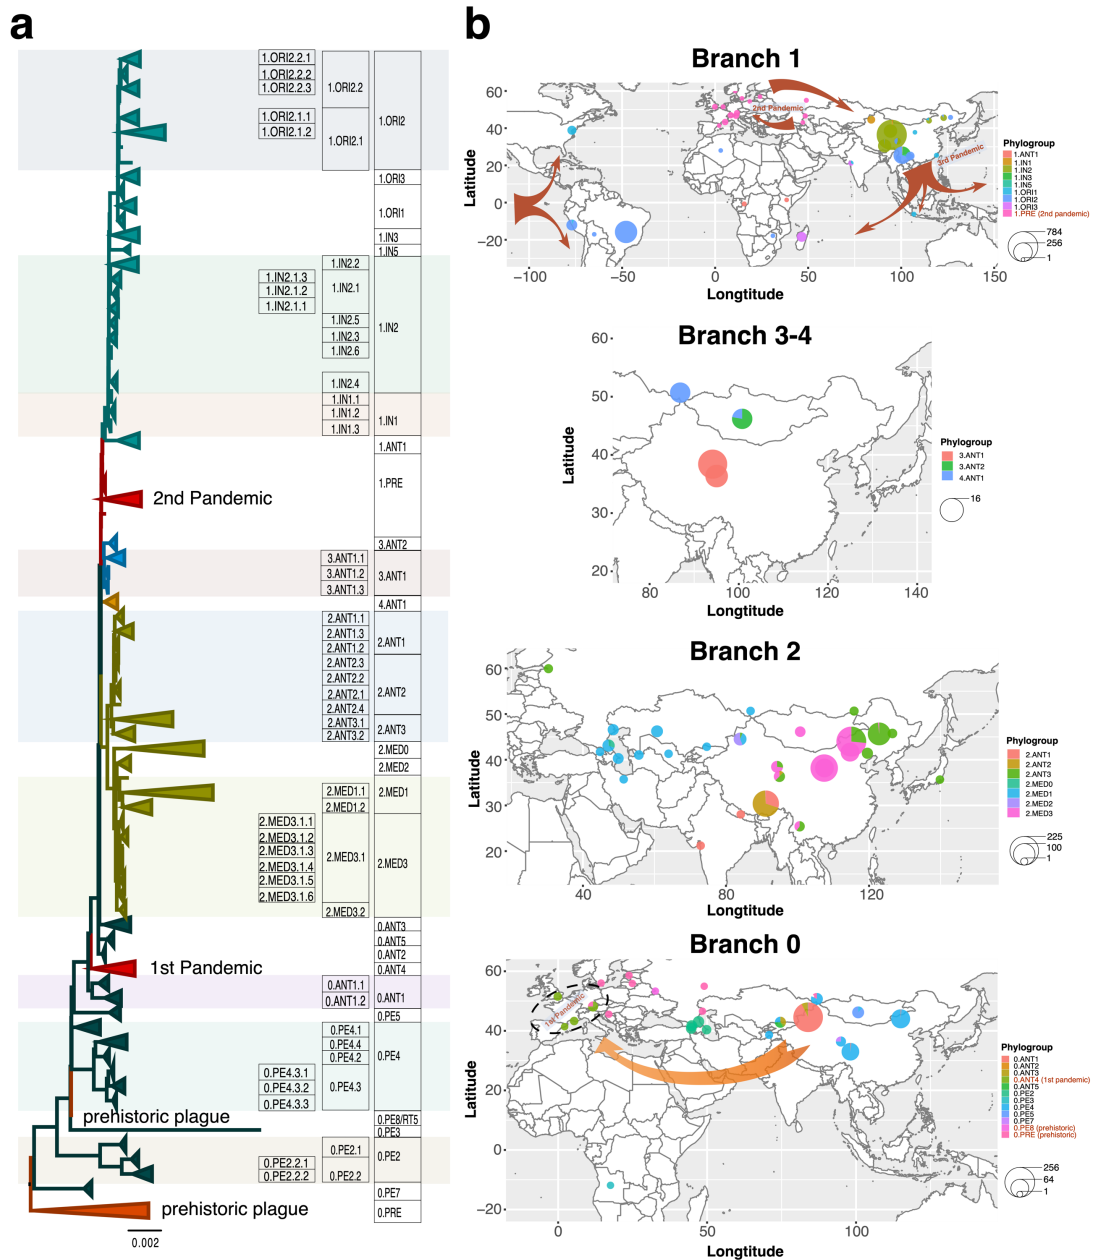 a
1.ORI2.2.1
1.ORI2.2.2
1.ORI2.2.3
1.ORI2.2
1.ORI2.1.1
1.ORI2.1.2
1.ORI2.1
1.ORI2
1.ORI3
1.ORI1
1.IN3
1.IN5
1.IN2.2
1.IN2.1.3
1.IN2.1.2
1.IN2.1.1
1.IN2.1
1.IN2.5
1.IN2.3
1.IN2.6
1.IN2.4
1.IN2
1.IN1.1
1.IN1.2
1.IN1.3
1.IN1
1.ANT1
1.PRE
2nd Pandemic
3.ANT2
3.ANT1.1
3.ANT1.2
3.ANT1.3
3.ANT1
4.ANT1
2.ANT1.1
2.ANT1.3
2.ANT1.2
2.ANT1
2.ANT2.3
2.ANT2.2
2.ANT2.1
2.ANT2.4
2.ANT2
2.ANT3.1
2.ANT3.2
2.ANT3
2.MED0
2.MED2
2.MED1.1
2.MED1.2
2.MED1
2.MED3.1.1
2.MED3.1.2
2.MED3.1.3
2.MED3.1.4
2.MED3.1.5
2.MED3.1.6
2.MED3.1
2.MED3.2
2.MED3
0.ANT3
0.ANT5
0.ANT2
0.ANT4
1st Pandemic
0.ANT1.1
0.ANT1.2
0.ANT1
0.PE5
0.PE4.1
0.PE4.4
0.PE4.2
0.PE4.3.1
0.PE4.3.2
0.PE4.3.3
0.PE4.3
0.PE4
prehistoric plague
0.PE8/RT5
0.PE3
0.PE2.1
0.PE2.2.1
0.PE2.2.2
0.PE2.2
0.PE2
0.PE7
0.PRE
prehistoric plague
0.002
b
Branch 1
60
40
20
0
−20
Latitude
−100
−50
0
50
100
150
Longtitude
2nd Pandemic
3rd Pandemic
Phylogroup
1.ANT1
1.IN1
1.IN2
1.IN3
1.IN5
1.ORI1
1.ORI2
1.ORI3
1.PRE (2nd pandemic)
784
256
1
Branch 3-4
60
50
40
30
20
Latitude
80
100
120
140
Longtitude
Phylogroup
3.ANT1
3.ANT2
4.ANT1
16
Branch 2
60
50
40
30
20
Latitude
40
80
120
Longtitude
Phylogroup
2.ANT1
2.ANT2
2.ANT3
2.MED0
2.MED1
2.MED2
2.MED3
225
100
1
Branch 0
60
40
20
0
−20
Latitude
0
50
100
Longtitude
1st Pandemic
Phylogroup
0.ANT1
0.ANT2
0.ANT3
0.ANT4 (1st pandemic)
0.ANT5
0.PE2
0.PE3
0.PE4
0.PE5
0.PE7
0.PE8 (prehistoric)
0.PRE (prehistoric)
256
64
1